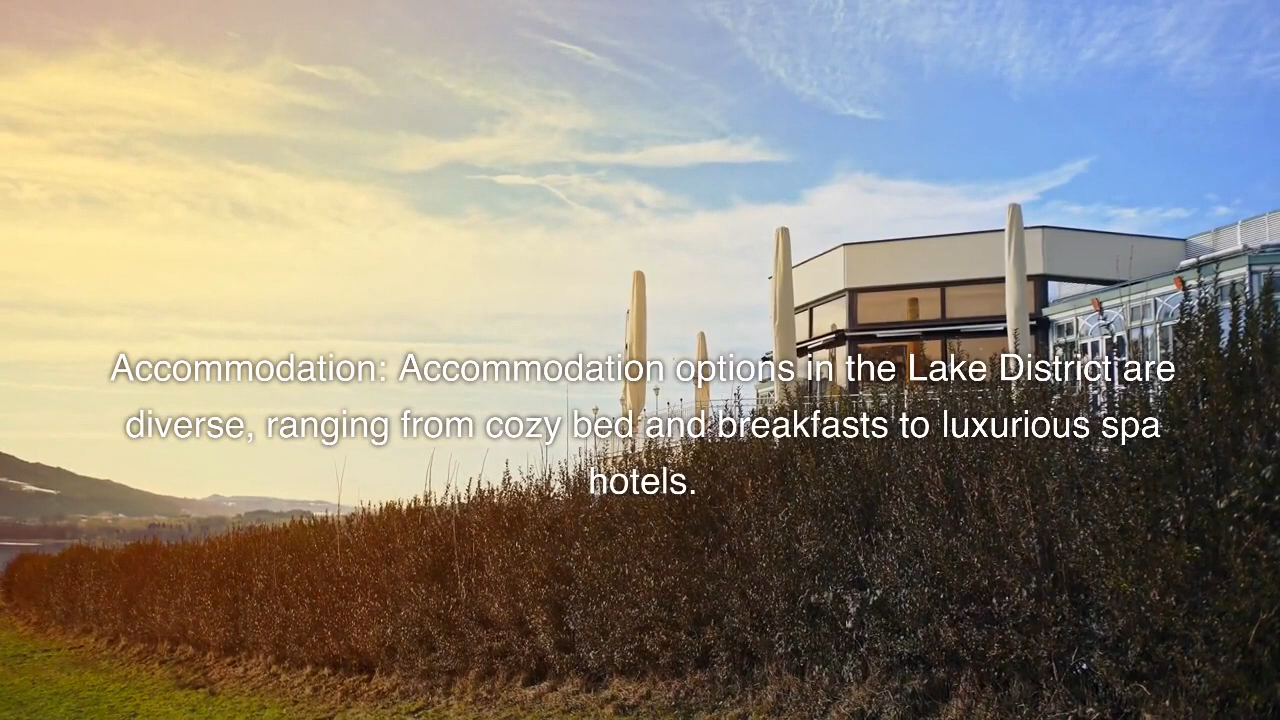 Accommodation: Accommodation options in the Lake District are
diverse, ranging from cozy bed and breakfasts to luxurious spa
hotels.